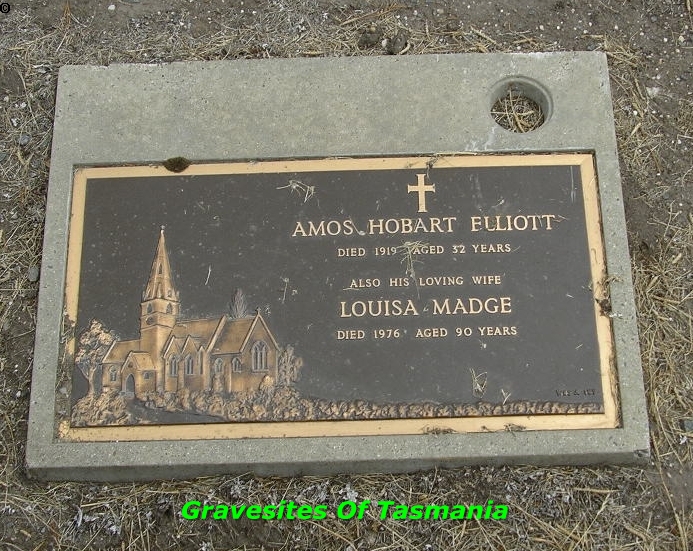 ©
AMOS HOBART ELLIOTT
DIED 1919 AGED 32 YEARS
ALSO HIS LOVING WIFE
LOUISA MADGE
DIED 1976 AGED 90 YEARS
Gravesites Of Tasmania